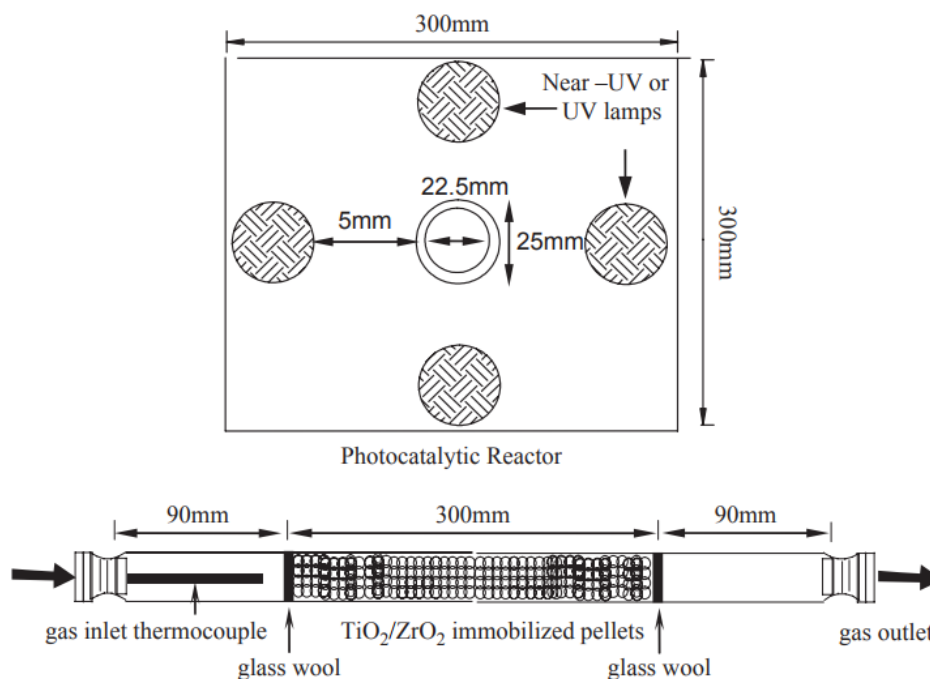 300mm
Near –UV or
UV lamps
22.5mm
5mm
25mm
300mm
Photocatalytic Reactor
90mm
300mm
90mm
gas inlet thermocouple
TiO₂/ZrO₂ immobilized pellets
gas outlet
glass wool
glass wool